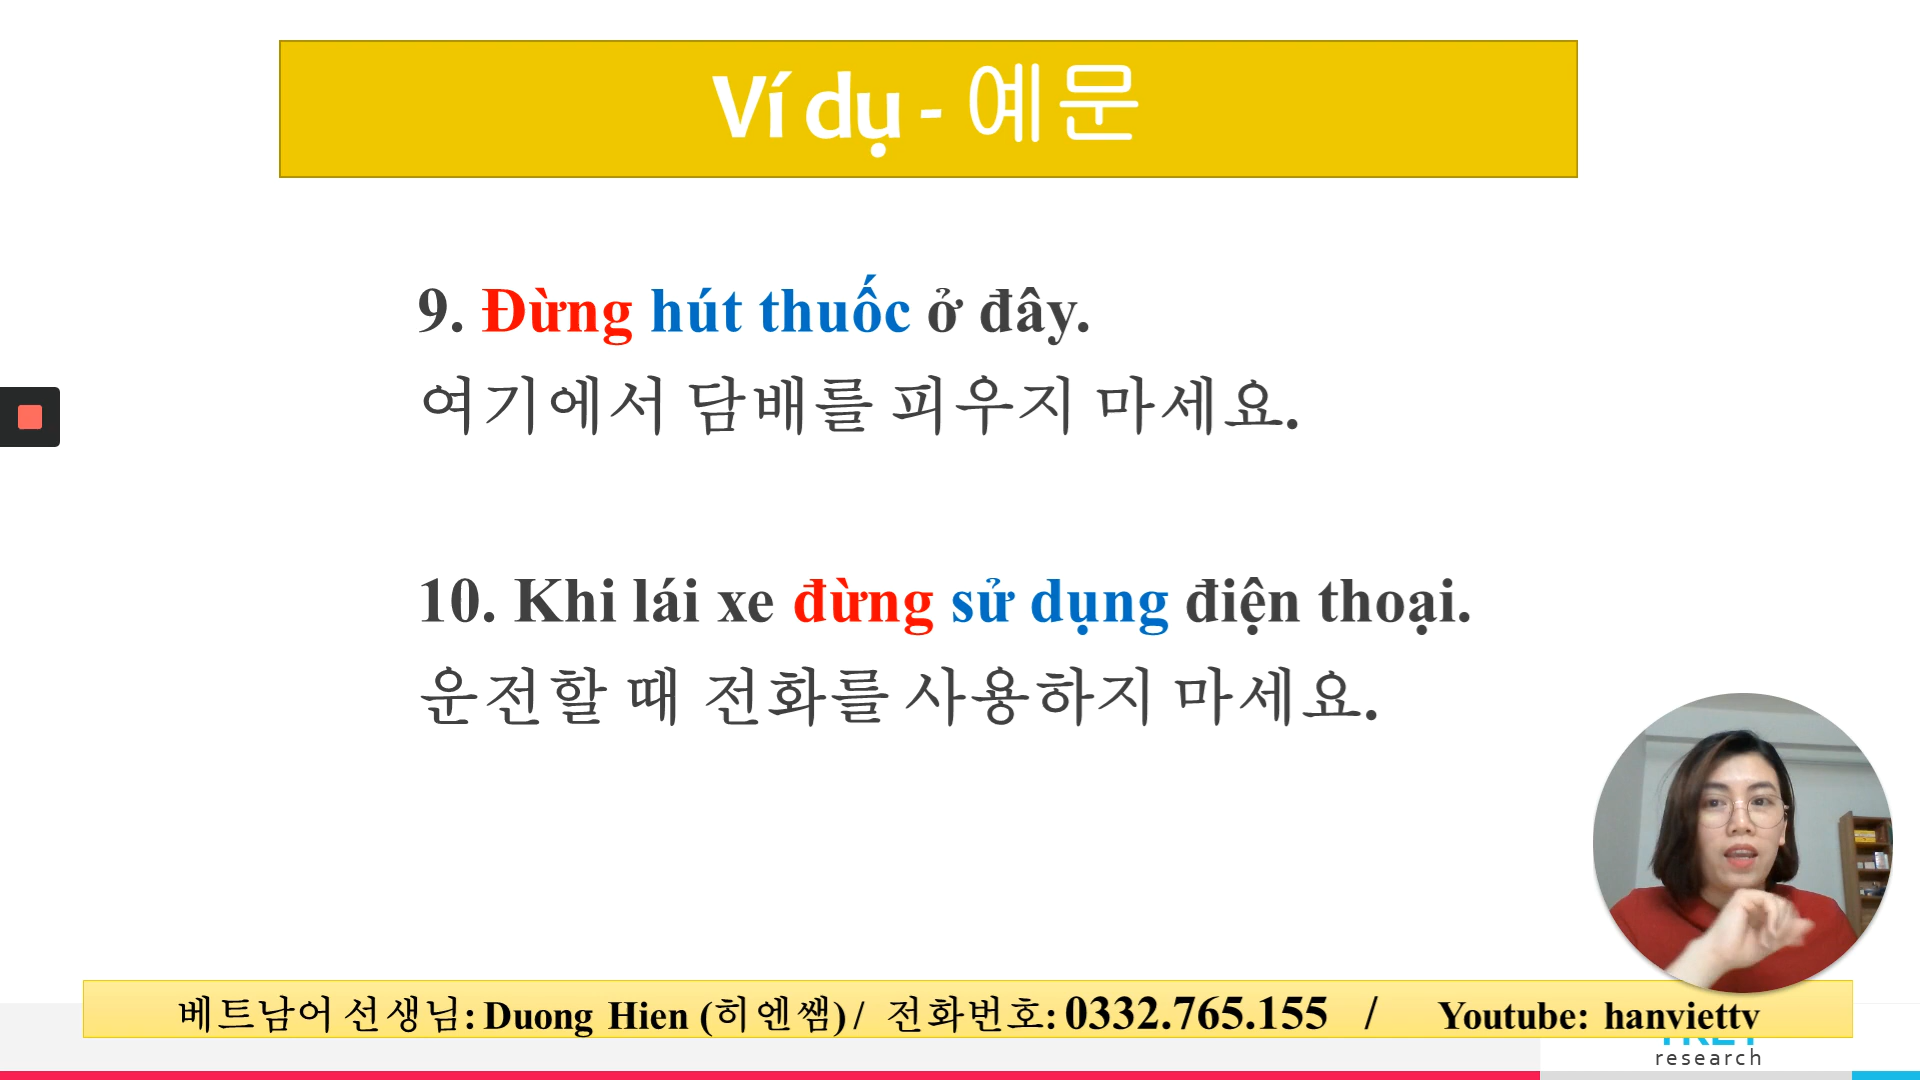 Ví dụ - 예문
9. Đừng hút thuốc ở đây.
여기에서 담배를 피우지 마세요.
10. Khi lái xe đừng sử dụng điện thoại.
운전할 때 전화를 사용하지 마세요.
베트남어 선생님: Duong Hien (히엔쌤) / 전화번호: 0332.765.155 / Youtube: hanviettv
research